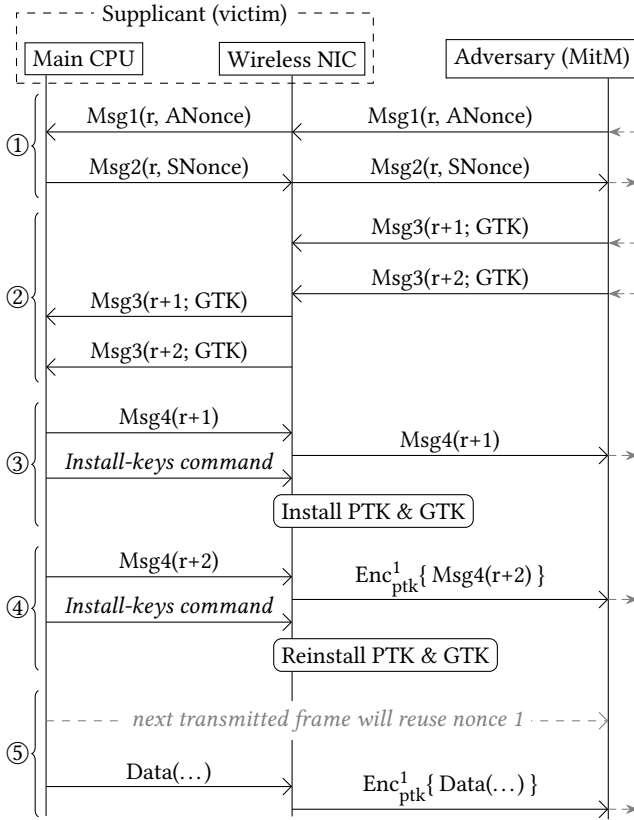 Supplicant (victim)
Main CPU
Wireless NIC
Adversary (MitM)
①
Msg1(r, ANonce)
Msg1(r, ANonce)
Msg2(r, SNonce)
Msg2(r, SNonce)
②
Msg3(r+1; GTK)
Msg3(r+2; GTK)
Msg3(r+1; GTK)
Msg3(r+2; GTK)
③
Msg4(r+1)
Msg4(r+1)
Install-keys command
Install PTK & GTK
④
Msg4(r+2)
Enc¹ₚₜₖ{ Msg4(r+2) }
Install-keys command
Reinstall PTK & GTK
⑤
next transmitted frame will reuse nonce 1
Data(…)
Enc¹ₚₜₖ{ Data(…) }